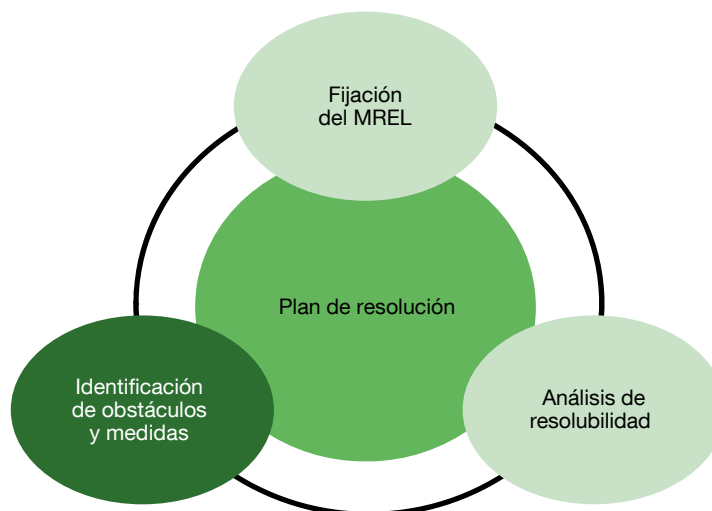 Fijación
del MREL
Plan de resolución
Identificación
de obstáculos
y medidas
Análisis de
resolubilidad